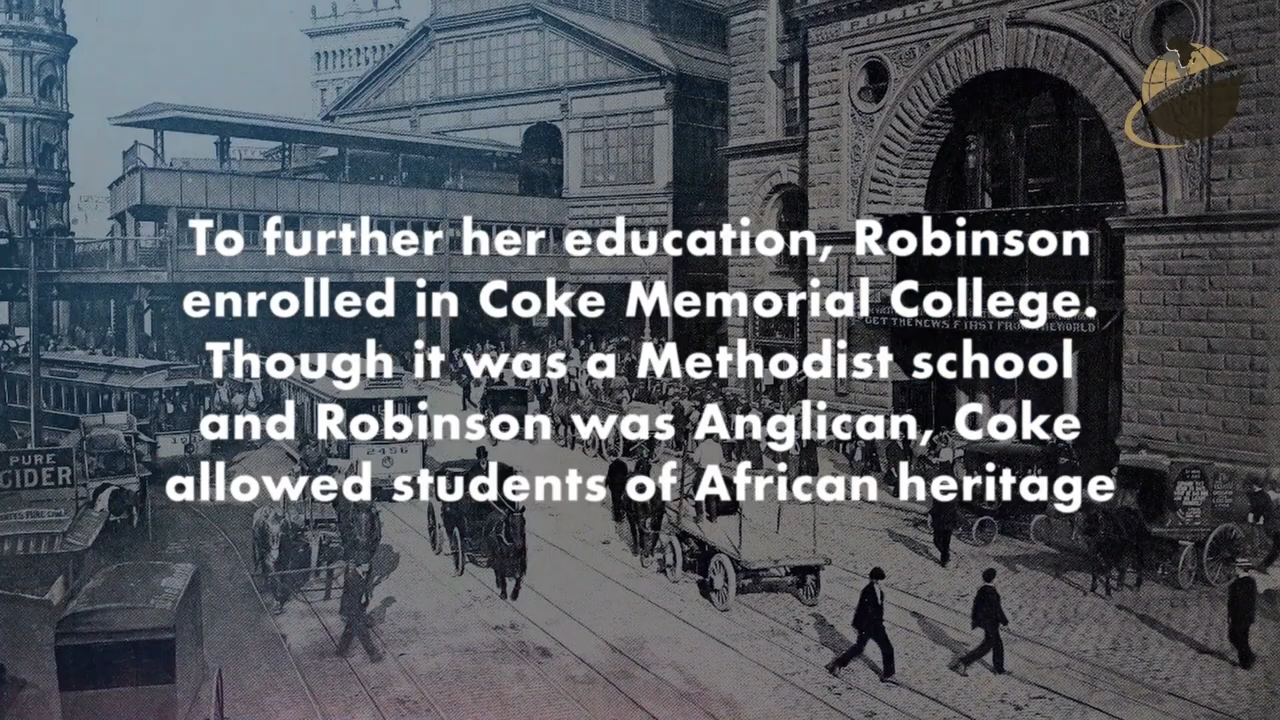 PULITZE
To further her education, Robinson
enrolled in Coke Memorial College.
GET THE NEWS FIRST FROM THE WORLD
Though it was a Methodist school
and Robinson was Anglican, Coke
2456
allowed students of African heritage
PURE
CIDER